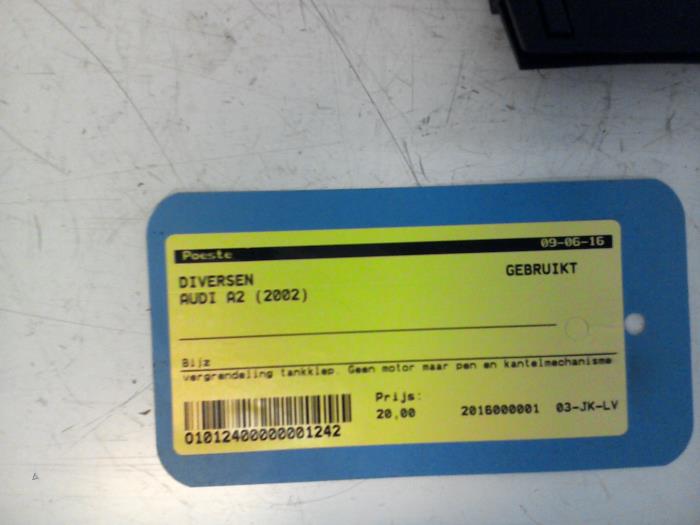 Poeste 09-06-16
DIVERSEN GEBRUIKT
AUDI A2 (2002)
Bijz
vergrendeling tankklep. Geen motor maar pen en kantelmechanisme
Prijs:
20,00 2016000001 03-JK-LV
01012400000001242